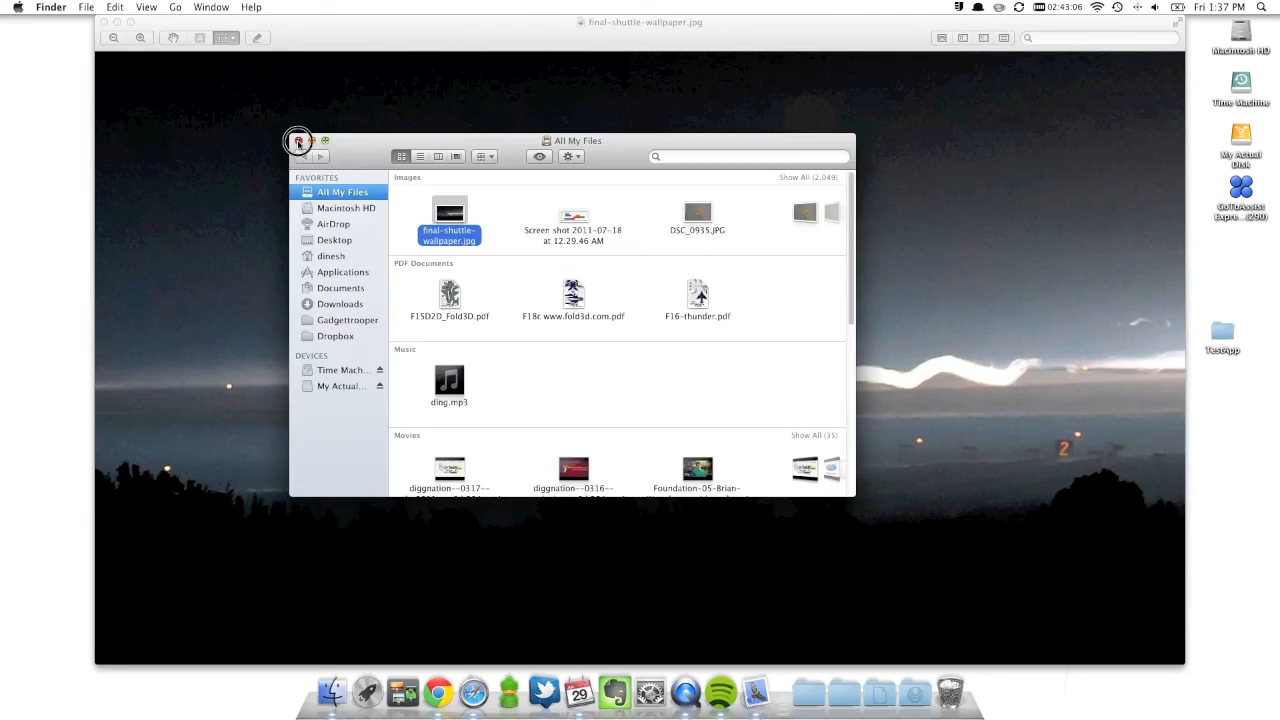 Finder File Edit View Go Window Help 02:43:06 Fri 1:37 PM
final-shuttle-wallpaper.jpg
Macintosh HD
Time Machine
My Actual
Disk
GoToAssist
Expre...(290)
TestApp
All My Files
FAVORITES
All My Files
Macintosh HD
AirDrop
Desktop
dinesh
Applications
Documents
Downloads
Gadgettrooper
Dropbox
DEVICES
Time Mach...
My Actual...
Images Show All (2,049)
final-shuttle-
wallpaper.jpg
Screen shot 2011-07-18
at 12.29.46 AM
DSC_0935.JPG
PDF Documents
F15D2D_Fold3D.pdf
F18c www.fold3d.com.pdf
F16-thunder.pdf
Music
ding.mp3
Movies Show All (35)
diggnation--0317--
diggnation--0316--
Foundation-05-Brian-
2
29